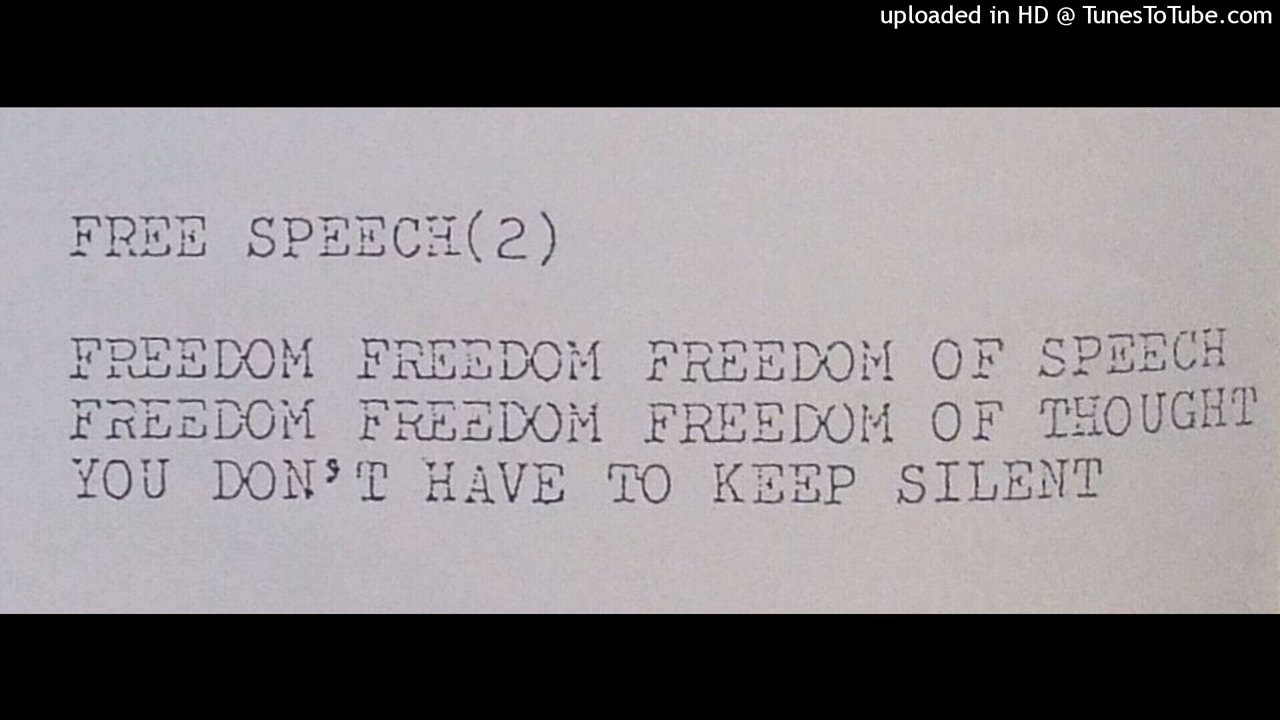 uploaded in HD @ TunesToTube.com
FREE SPEECH(2)
FREEDOM FREEDOM FREEDOM OF SPEECH
FREEDOM FREEDOM FREEDOM OF THOUGHT
YOU DON'T HAVE TO KEEP SILENT